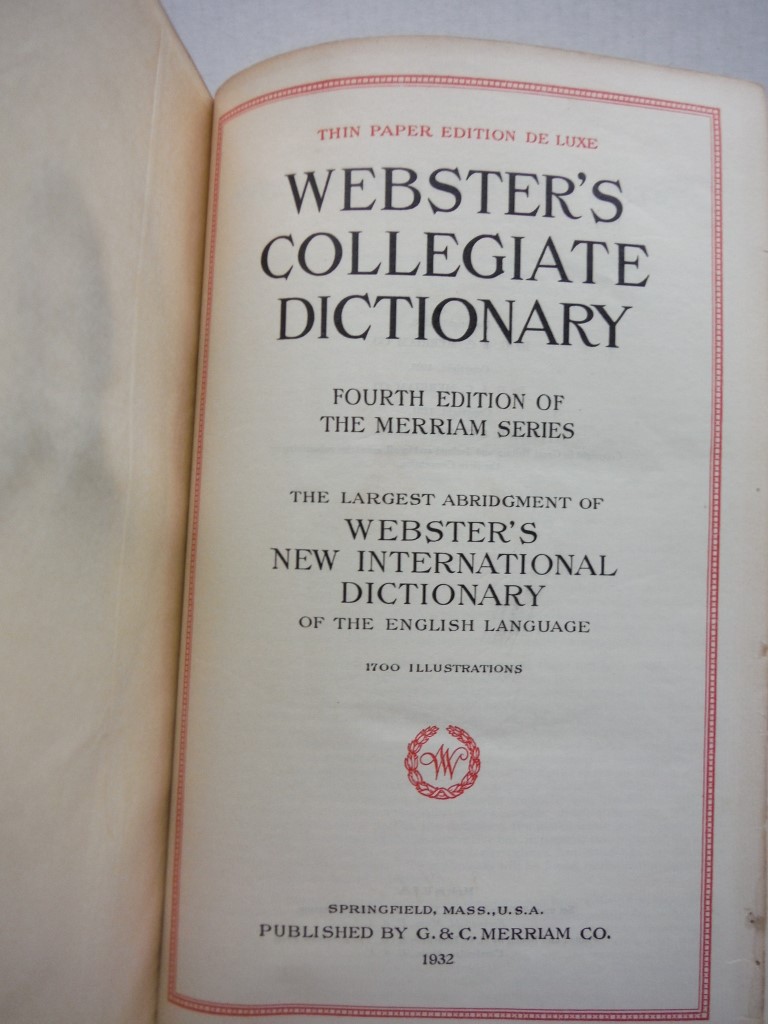 THIN PAPER EDITION DE LUXE
WEBSTER'S
COLLEGIATE
DICTIONARY
FOURTH EDITION OF
THE MERRIAM SERIES
THE LARGEST ABRIDGMENT OF
WEBSTER'S
NEW INTERNATIONAL
DICTIONARY
OF THE ENGLISH LANGUAGE
1700 ILLUSTRATIONS
W
SPRINGFIELD, MASS., U.S.A.
PUBLISHED BY G. & C. MERRIAM CO.
1932